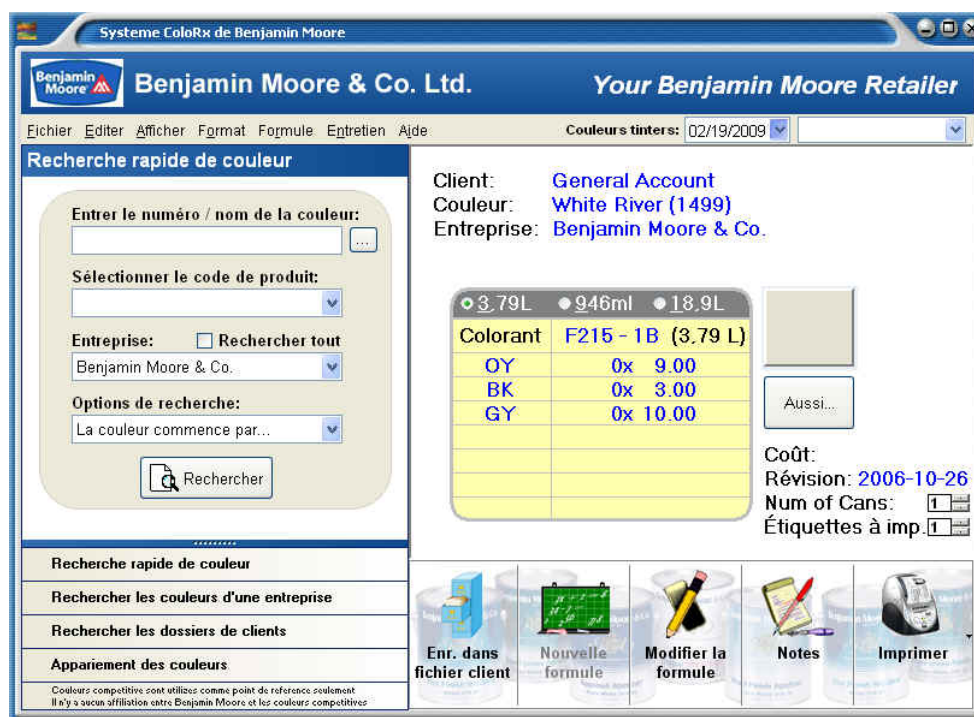 Systeme ColoRx de Benjamin Moore
Benjamin Moore
Benjamin Moore & Co. Ltd.
Your Benjamin Moore Retailer
Fichier Editer Afficher Format Formule Entretien Ajde
Couleurs tinters: 02/19/2009
Recherche rapide de couleur
Entrer le numéro / nom de la couleur:
...
Sélectionner le code de produit:
Entreprise: Rechercher tout
Benjamin Moore & Co.
Options de recherche:
La couleur commence par...
Rechercher
Client: General Account
Couleur: White River (1499)
Entreprise: Benjamin Moore & Co.
3,79L 946ml 18,9L
Colorant F215 - 1B (3,79 L)
OY 0x 9.00
BK 0x 3.00
GY 0x 10.00
Aussi...
Coût:
Révision: 2006-10-26
Num of Cans: 1
Étiquettes à imp. 1
Recherche rapide de couleur
Rechercher les couleurs d'une entreprise
Rechercher les dossiers de clients
Appariement des couleurs
Couleurs competitive sont utilizes comme point de reference seulement
Il n'y a aucun affiliation entre Benjamin Moore et les couleurs competitives
Enr. dans fichier client
Nouvelle formule
Modifier la formule
Notes
Imprimer